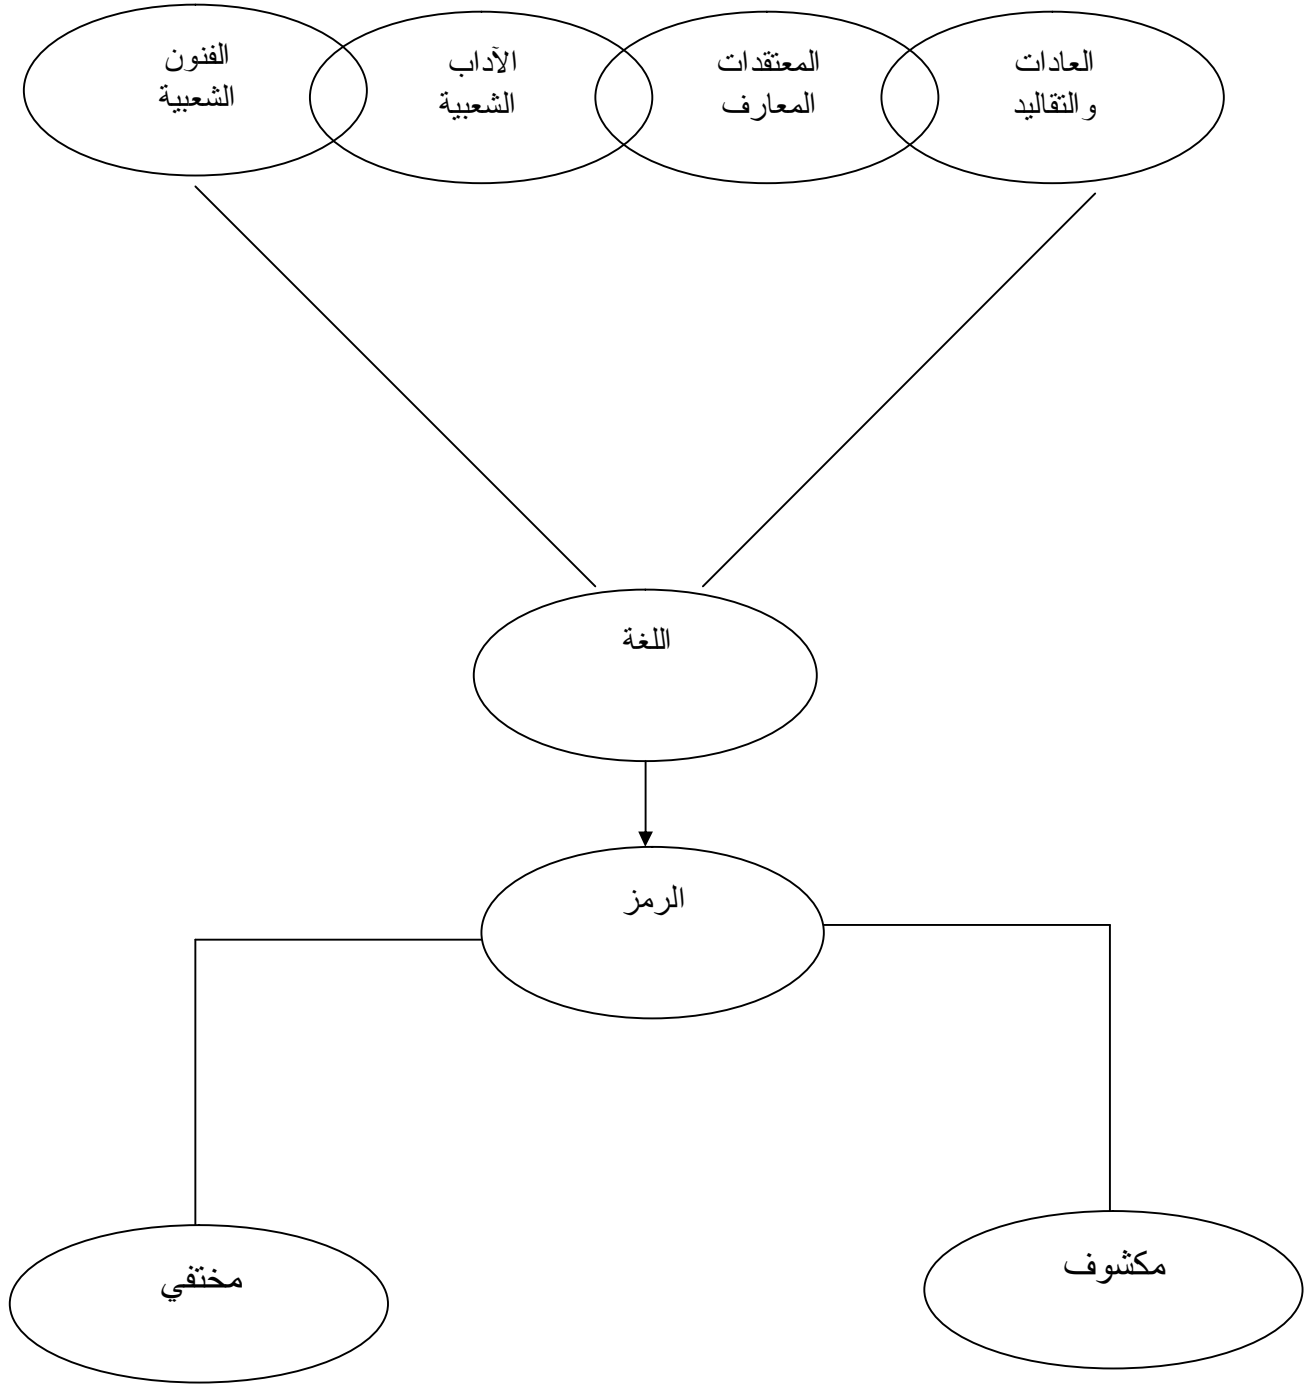 العادات
والتقاليد
المعتقدات
المعارف
الآداب
الشعبية
الفنون
الشعبية
اللغة
الرمز
مكشوف
مختفي